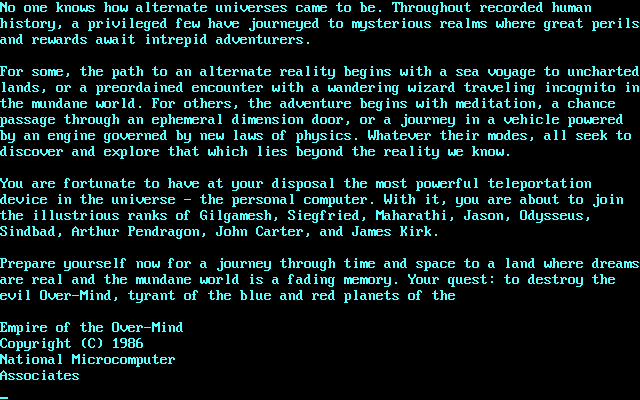 No one knows how alternate universes came to be. Throughout recorded human
history, a privileged few have journeyed to mysterious realms where great perils
and rewards await intrepid adventurers.
For some, the path to an alternate reality begins with a sea voyage to uncharted
lands, or a preordained encounter with a wandering wizard traveling incognito in
the mundane world. For others, the adventure begins with meditation, a chance
passage through an ephemeral dimension door, or a journey in a vehicle powered
by an engine governed by new laws of physics. Whatever their modes, all seek to
discover and explore that which lies beyond the reality we know.
You are fortunate to have at your disposal the most powerful teleportation
device in the universe - the personal computer. With it, you are about to join
the illustrious ranks of Gilgamesh, Siegfried, Maharathi, Jason, Odysseus,
Sindbad, Arthur Pendragon, John Carter, and James Kirk.
Prepare yourself now for a journey through time and space to a land where dreams
are real and the mundane world is a fading memory. Your quest: to destroy the
evil Over-Mind, tyrant of the blue and red planets of the
Empire of the Over-Mind
Copyright (C) 1986
National Microcomputer
Associates